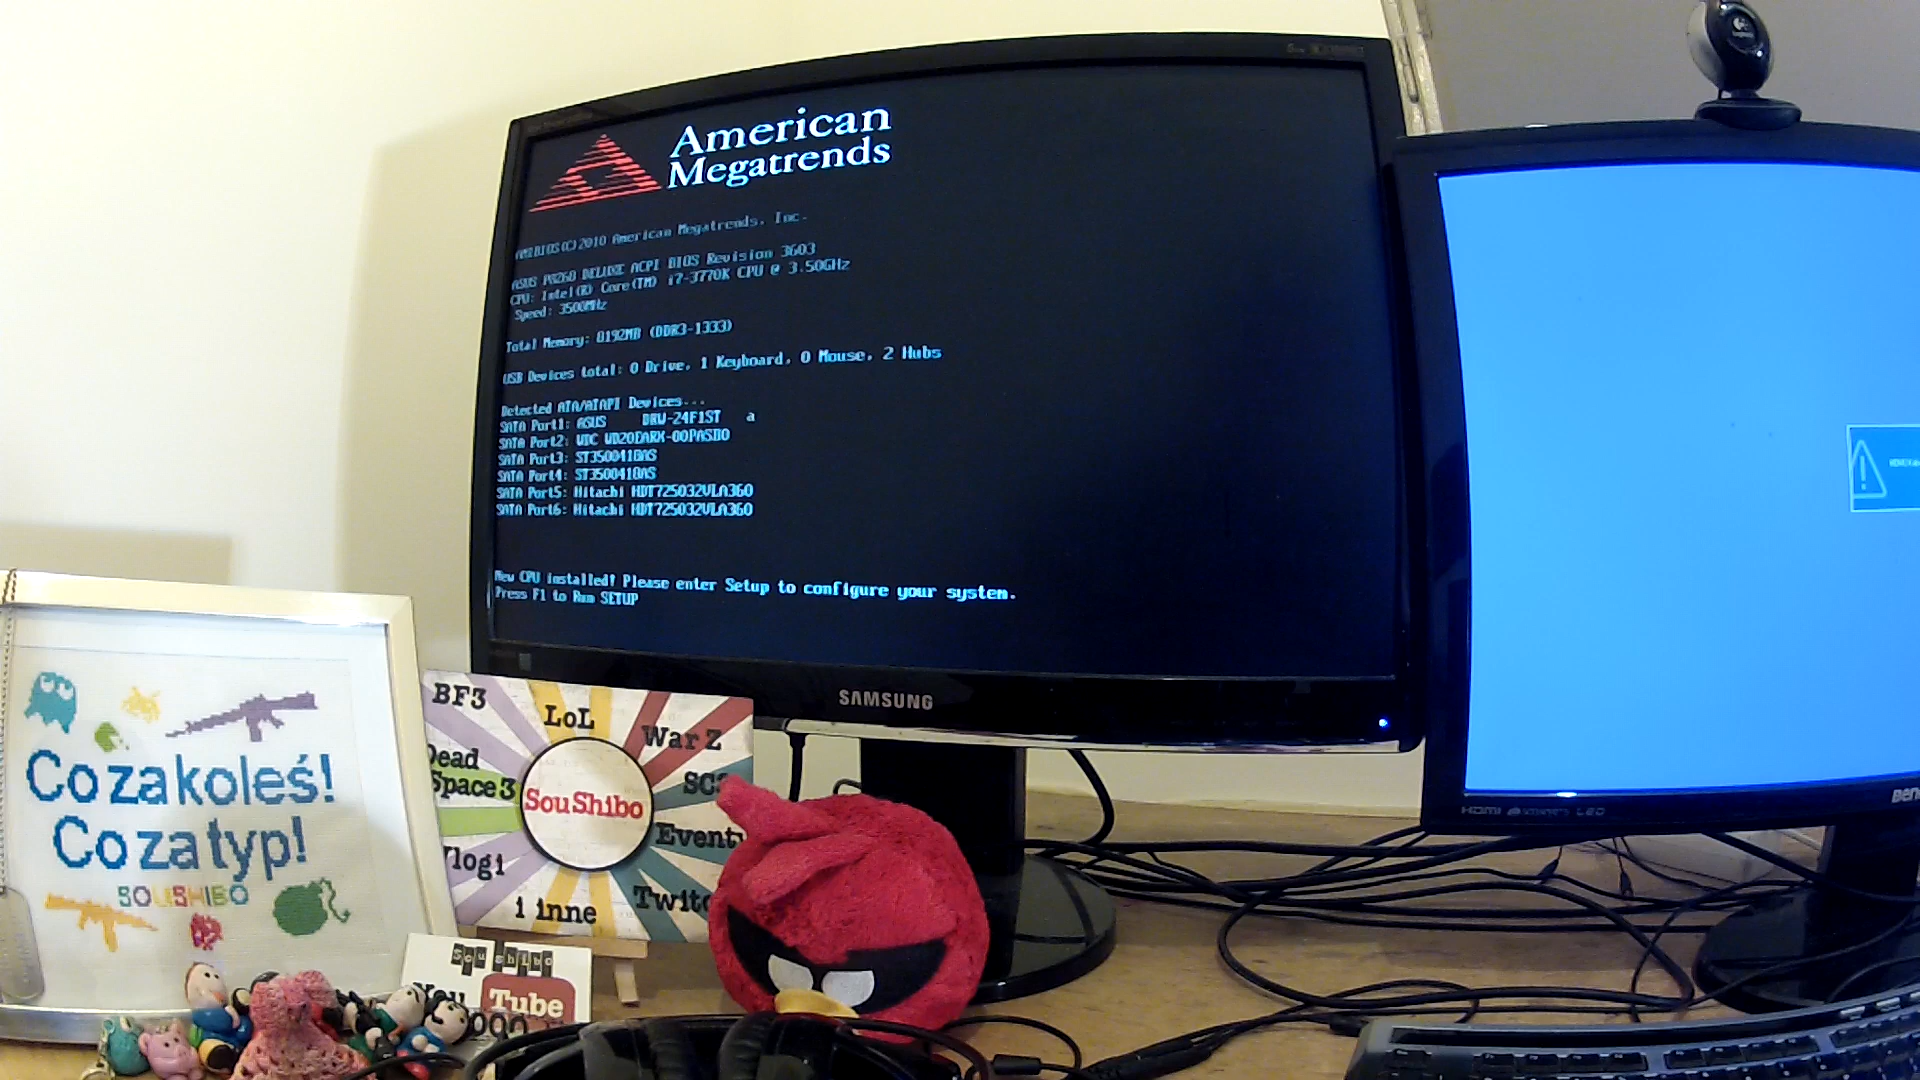 American
Megatrends
AMIBIOS(C)2010 American Megatrends, Inc.
ASUS P8Z68 DELUXE ACPI BIOS Revision 3603
CPU: Intel(R) Core(TM) i7-3770K CPU @ 3.50GHz
Speed: 3500MHz
Total Memory: 8192MB (DDR3-1333)
USB Devices total: 0 Drive, 1 Keyboard, 0 Mouse, 2 Hubs
Detected ATA/ATAPI Devices...
SATA Port1: ASUS DRW-24F1ST a
SATA Port2: WDC WD20EARX-00PASB0
SATA Port3: ST3500418AS
SATA Port4: ST3500418AS
SATA Port5: Hitachi HDT725032VLA360
SATA Port6: Hitachi HDT725032VLA360
New CPU installed! Please enter Setup to configure your system.
Press F1 to Run SETUP
SAMSUNG
HDMI
LED
Logitech
Co za koleś!
Co za typ!
SOUSHIBO
BF3
LoL
War Z
Dead
Space 3
SouShibo
Vlogi
i inne
Sou shibo
You Tube